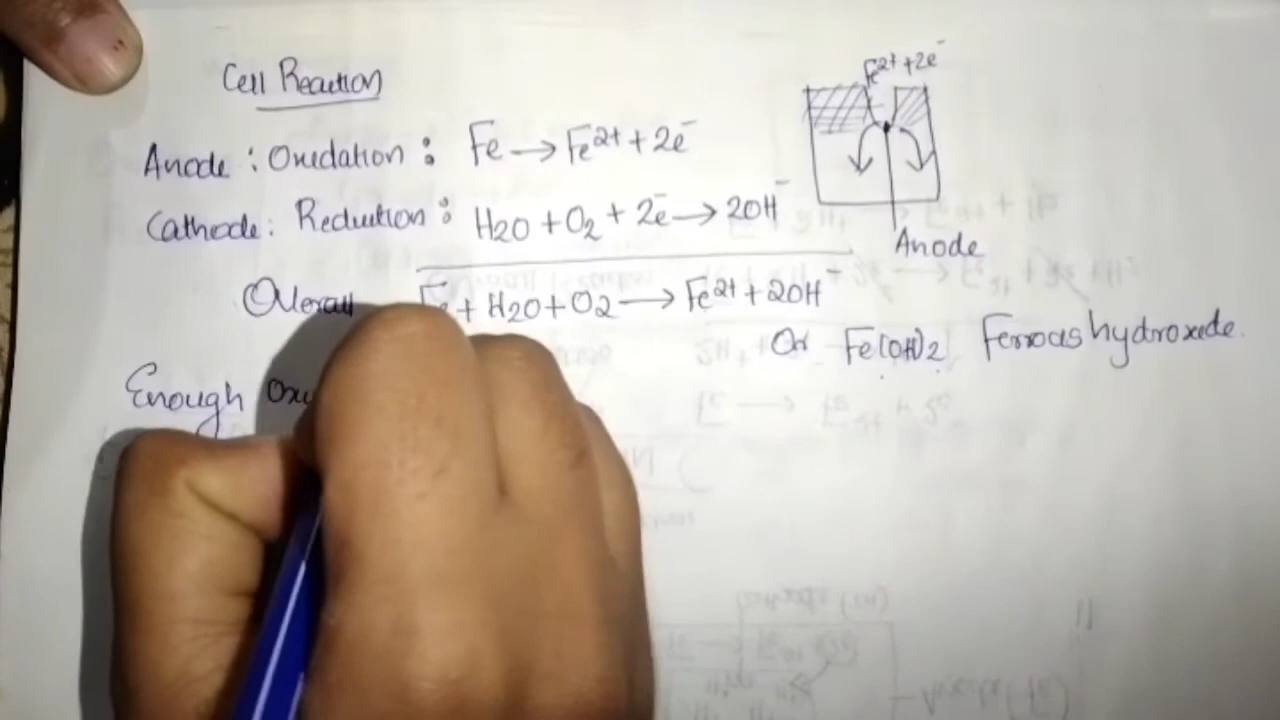 Cell Reaction
Fe²⁺ + 2e⁻
Anode : Oxidation : Fe → Fe²⁺ + 2e⁻
Cathode : Reduction : H2O + O₂ + 2e⁻ → 2OH⁻
Anode
Overall + H2O + O₂ → Fe²⁺ + 2OH⁻
Or Fe(OH)₂ Ferrous hydroxide.
Enough